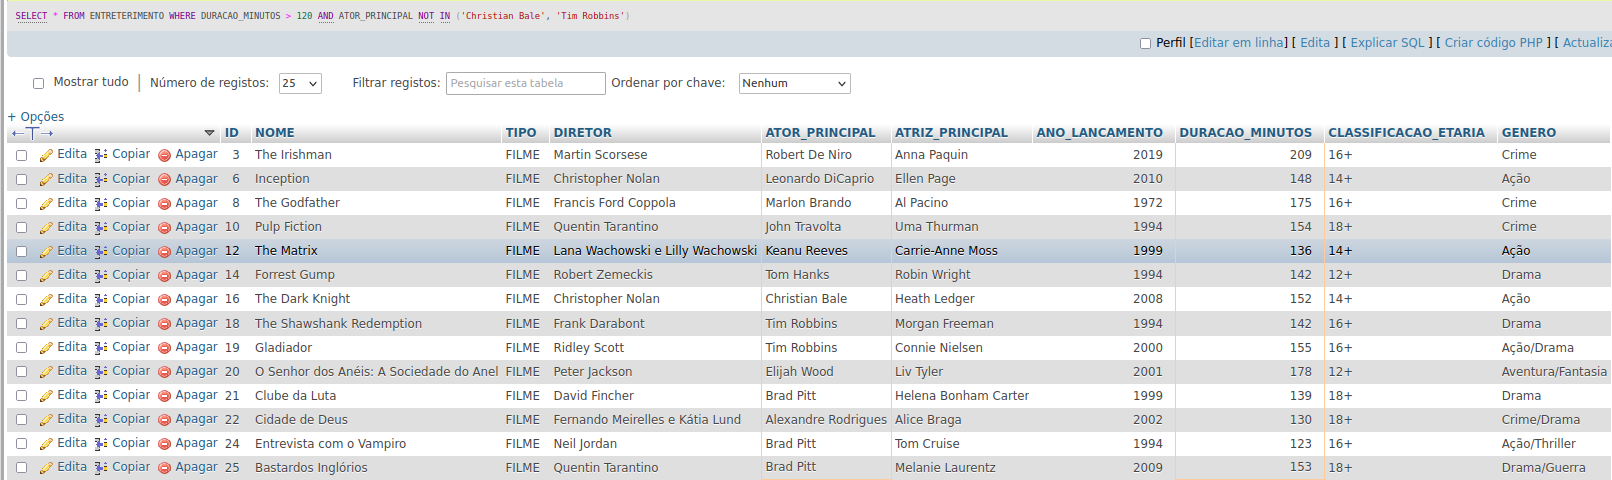 SELECT * FROM ENTRETERIMENTO WHERE DURACAO_MINUTOS > 120 AND ATOR_PRINCIPAL NOT IN ('Christian Bale', 'Tim Robbins')
Perfil [Editar em linha] [ Edita ] [ Explicar SQL ] [ Criar código PHP ] [ Actualiza
Mostrar tudo | Número de registos: 25 Filtrar registos: Pesquisar esta tabela Ordenar por chave: Nenhum
+ Opções
←T→ ID NOME TIPO DIRETOR ATOR_PRINCIPAL ATRIZ_PRINCIPAL ANO_LANCAMENTO DURACAO_MINUTOS CLASSIFICACAO_ETARIA GENERO
Edita Copiar Apagar 3 The Irishman FILME Martin Scorsese Robert De Niro Anna Paquin 2019 209 16+ Crime
Edita Copiar Apagar 6 Inception FILME Christopher Nolan Leonardo DiCaprio Ellen Page 2010 148 14+ Ação
Edita Copiar Apagar 8 The Godfather FILME Francis Ford Coppola Marlon Brando Al Pacino 1972 175 16+ Crime
Edita Copiar Apagar 10 Pulp Fiction FILME Quentin Tarantino John Travolta Uma Thurman 1994 154 18+ Crime
Edita Copiar Apagar 12 The Matrix FILME Lana Wachowski e Lilly Wachowski Keanu Reeves Carrie-Anne Moss 1999 136 14+ Ação
Edita Copiar Apagar 14 Forrest Gump FILME Robert Zemeckis Tom Hanks Robin Wright 1994 142 12+ Drama
Edita Copiar Apagar 16 The Dark Knight FILME Christopher Nolan Christian Bale Heath Ledger 2008 152 14+ Ação
Edita Copiar Apagar 18 The Shawshank Redemption FILME Frank Darabont Tim Robbins Morgan Freeman 1994 142 16+ Drama
Edita Copiar Apagar 19 Gladiador FILME Ridley Scott Tim Robbins Connie Nielsen 2000 155 16+ Ação/Drama
Edita Copiar Apagar 20 O Senhor dos Anéis: A Sociedade do Anel FILME Peter Jackson Elijah Wood Liv Tyler 2001 178 12+ Aventura/Fantasia
Edita Copiar Apagar 21 Clube da Luta FILME David Fincher Brad Pitt Helena Bonham Carter 1999 139 18+ Drama
Edita Copiar Apagar 22 Cidade de Deus FILME Fernando Meirelles e Kátia Lund Alexandre Rodrigues Alice Braga 2002 130 18+ Crime/Drama
Edita Copiar Apagar 24 Entrevista com o Vampiro FILME Neil Jordan Brad Pitt Tom Cruise 1994 123 16+ Ação/Thriller
Edita Copiar Apagar 25 Bastardos Inglórios FILME Quentin Tarantino Brad Pitt Melanie Laurentz 2009 153 18+ Drama/Guerra